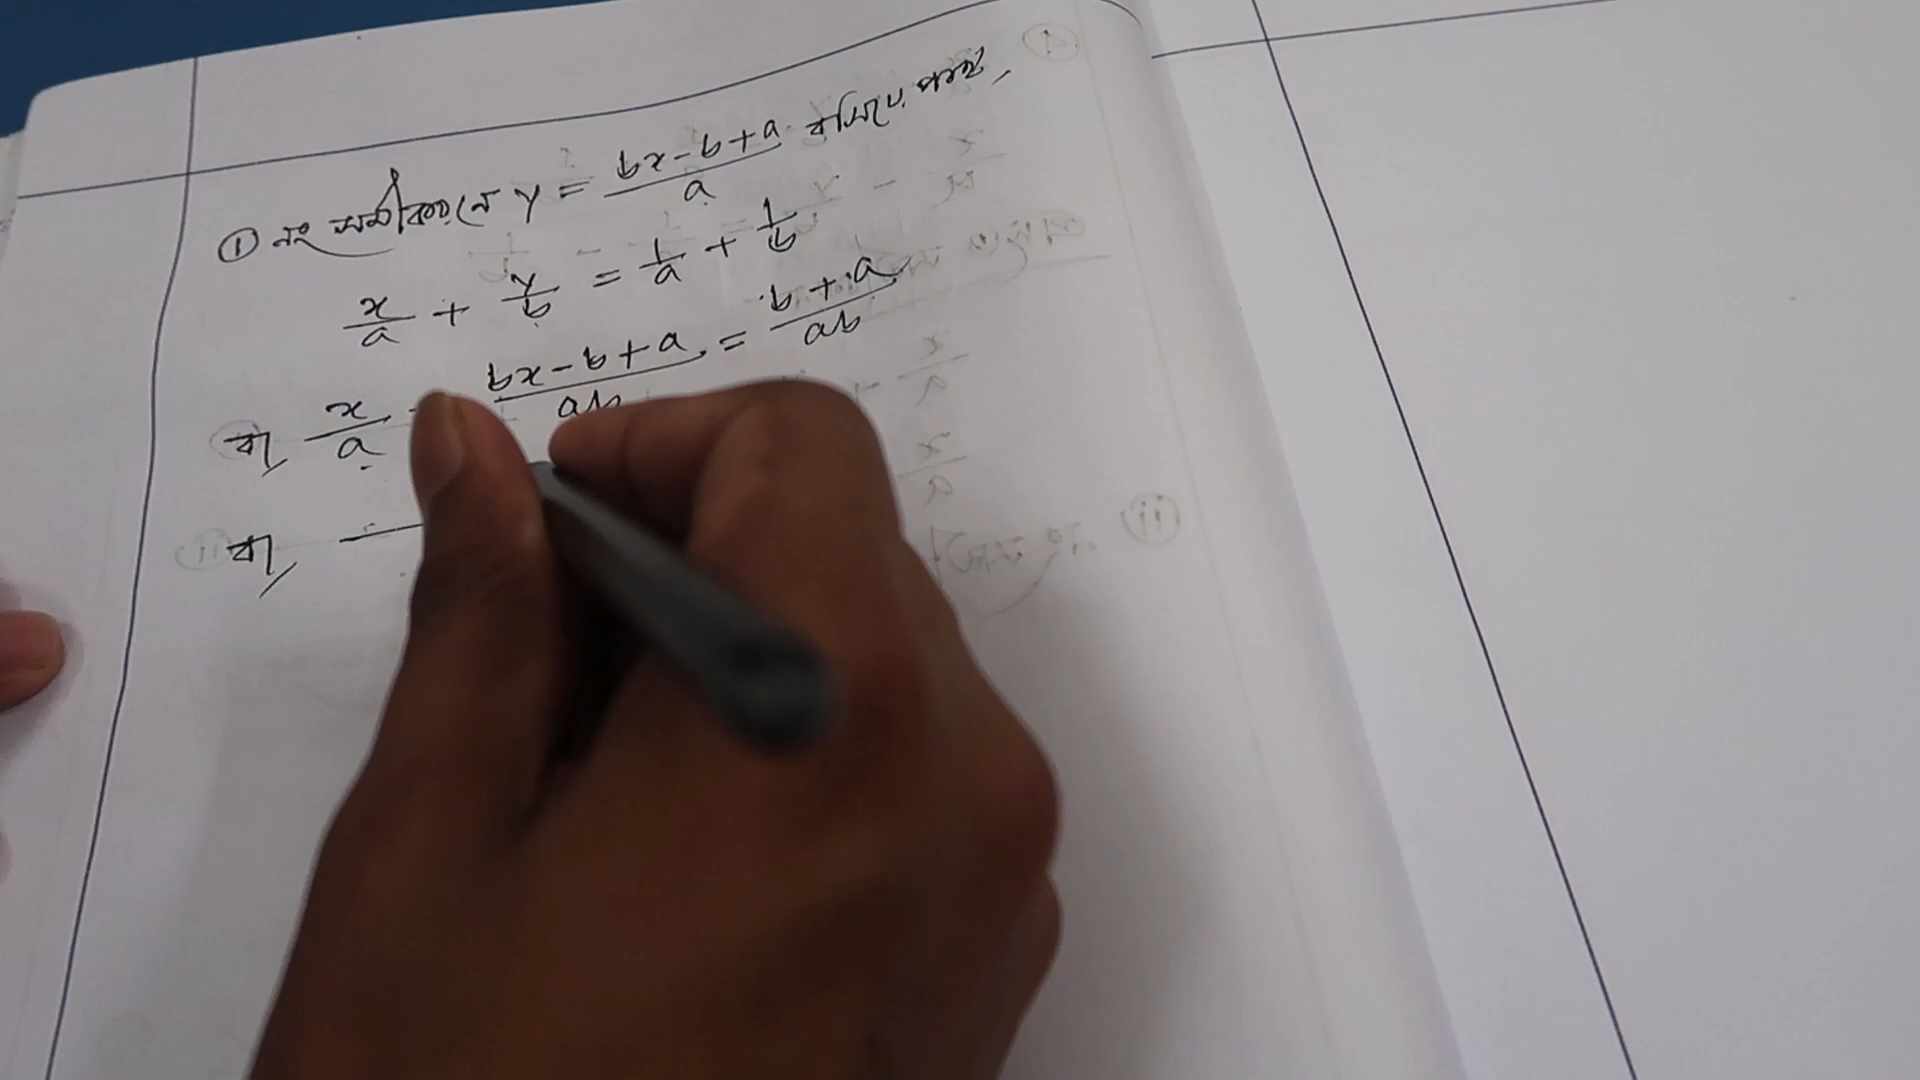 ① নং সমীকরণে y = (bx-b+a)/a বসিয়ে পাই,
x/a + y/b = 1/a + 1/b
বা, x/a + (bx-b+a)/ab = (b+a)/ab
বা,